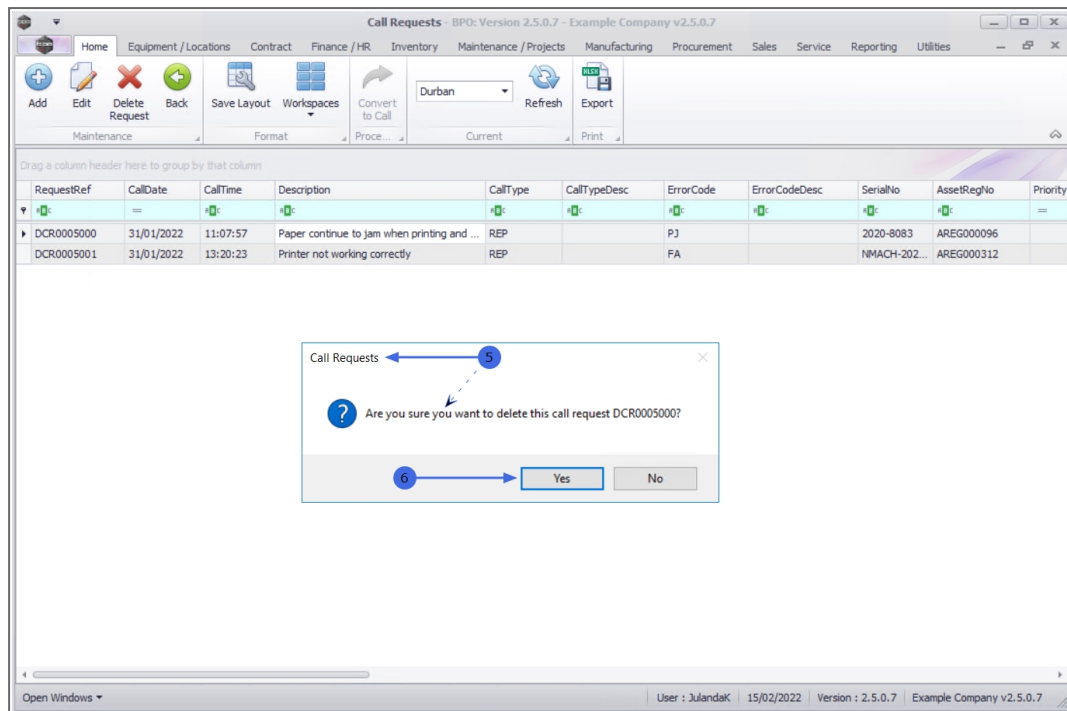 Call Requests - BPO: Version 2.5.0.7 - Example Company v2.5.0.7
Home Equipment / Locations Contract Finance / HR Inventory Maintenance / Projects Manufacturing Procurement Sales Service Reporting Utilities
Add Edit Delete Request Back Save Layout Workspaces Convert to Call Durban Refresh Export
Maintenance Format Proce... Current Print
Drag a column header here to group by that column
RequestRef CallDate CallTime Description CallType CallTypeDesc ErrorCode ErrorCodeDesc SerialNo AssetRegNo Priority
DCR0005000 31/01/2022 11:07:57 Paper continue to jam when printing and ... REP PJ 2020-8083 AREG000096
DCR0005001 31/01/2022 13:20:23 Printer not working correctly REP FA NMACH-202... AREG000312
Call Requests 5
Are you sure you want to delete this call request DCR0005000?
6 Yes No
Open Windows User : JulandaK 15/02/2022 Version : 2.5.0.7 Example Company v2.5.0.7